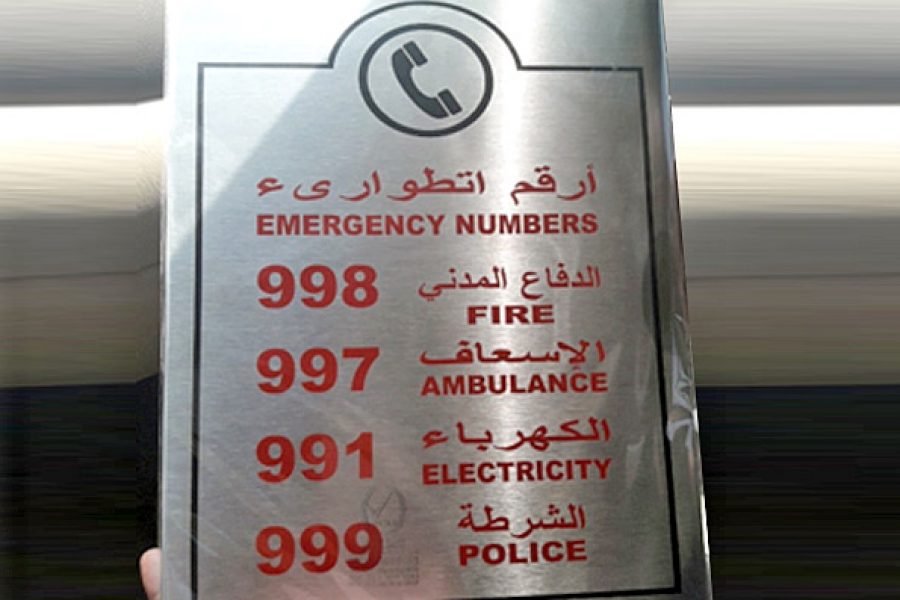 أرقم اتطوارىء
EMERGENCY NUMBERS
998 الدفاع المدني
FIRE
997 الإسعاف
AMBULANCE
991 الكهرباء
ELECTRICITY
999 الشرطة
POLICE